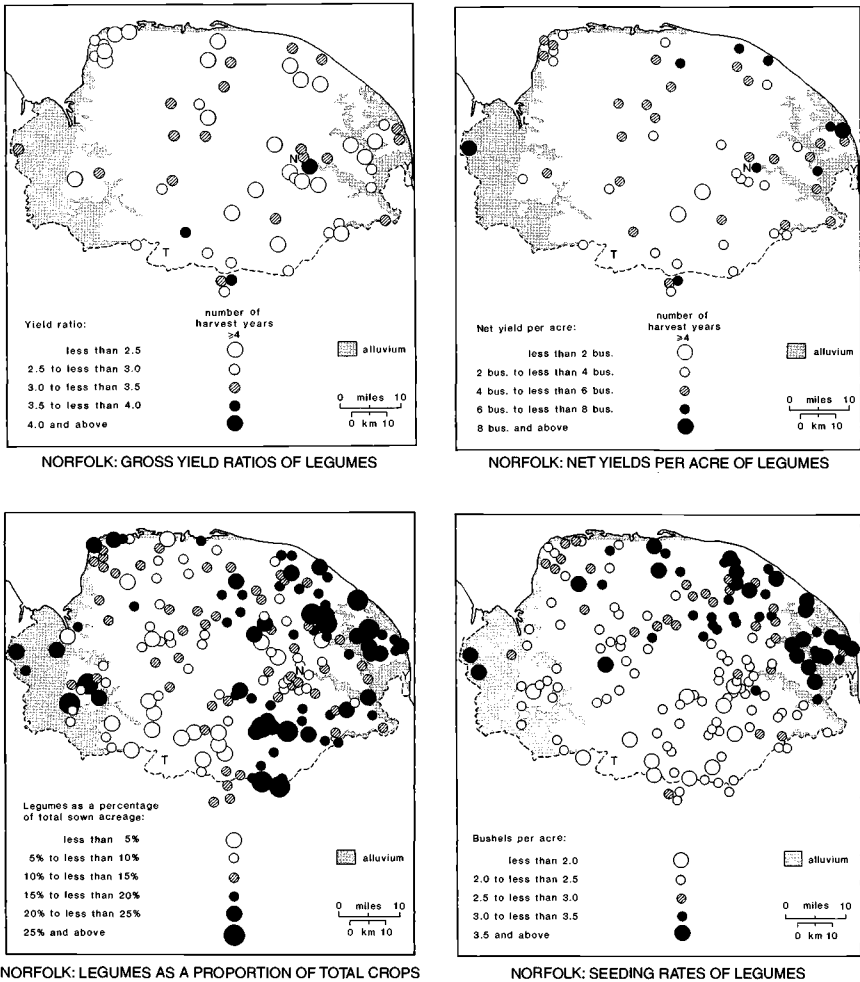 N
T
Y
Yield ratio:
number of
harvest years
≥4
less than 2.5
2.5 to less than 3.0
3.0 to less than 3.5
3.5 to less than 4.0
4.0 and above
alluvium
0 miles 10
0 km 10
NORFOLK: GROSS YIELD RATIOS OF LEGUMES
L
N
T
Y
Net yield per acre:
number of
harvest years
≥4
less than 2 bus.
2 bus. to less than 4 bus.
4 bus. to less than 6 bus.
6 bus. to less than 8 bus.
8 bus. and above
alluvium
0 miles 10
0 km 10
NORFOLK: NET YIELDS PER ACRE OF LEGUMES
N
T
Legumes as a percentage
of total sown acreage:
less than 5%
5% to less than 10%
10% to less than 15%
15% to less than 20%
20% to less than 25%
25% and above
alluvium
0 miles 10
0 km 10
NORFOLK: LEGUMES AS A PROPORTION OF TOTAL CROPS
N
T
Y
Bushels per acre:
less than 2.0
2.0 to less than 2.5
2.5 to less than 3.0
3.0 to less than 3.5
3.5 and above
alluvium
0 miles 10
0 km 10
NORFOLK: SEEDING RATES OF LEGUMES